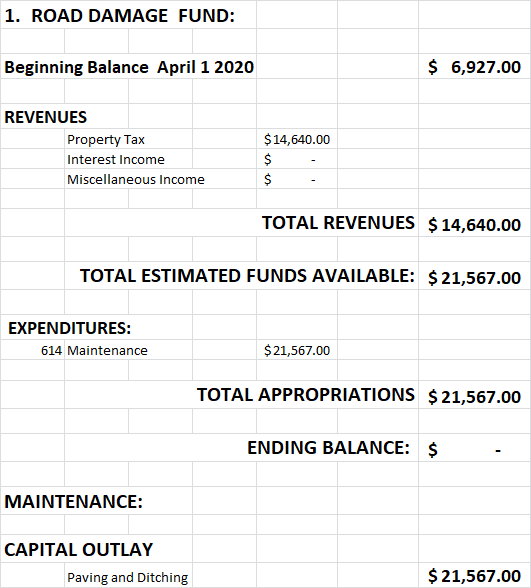 1. ROAD DAMAGE FUND:
Beginning Balance April 1 2020 $ 6,927.00
REVENUES
Property Tax $14,640.00
Interest Income $ -
Miscellaneous Income $ -
TOTAL REVENUES $ 14,640.00
TOTAL ESTIMATED FUNDS AVAILABLE: $ 21,567.00
EXPENDITURES:
614 Maintenance $21,567.00
TOTAL APPROPRIATIONS $ 21,567.00
ENDING BALANCE: $ -
MAINTENANCE:
CAPITAL OUTLAY
Paving and Ditching $ 21,567.00